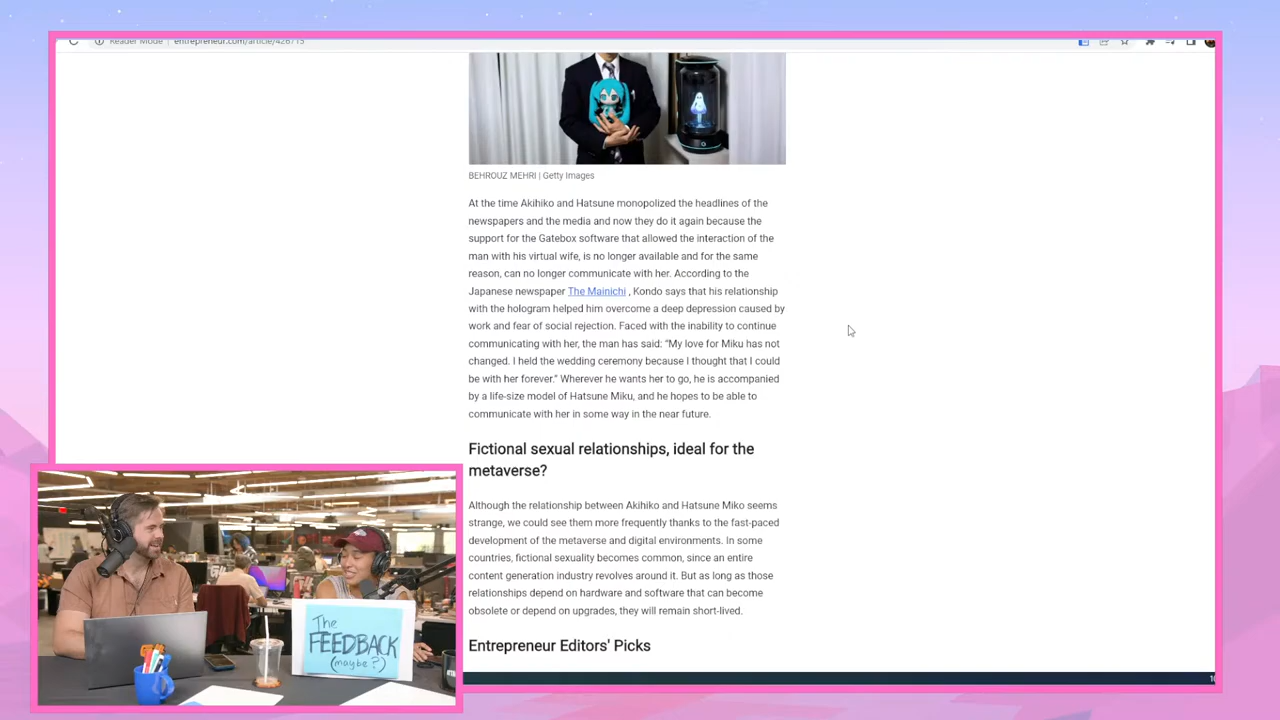 Reader Mode entrepreneur.com/article/426715
BEHROUZ MEHRI | Getty Images
At the time Akihiko and Hatsune monopolized the headlines of the
newspapers and the media and now they do it again because the
support for the Gatebox software that allowed the interaction of the
man with his virtual wife, is no longer available and for the same
reason, can no longer communicate with her. According to the
Japanese newspaper The Mainichi , Kondo says that his relationship
with the hologram helped him overcome a deep depression caused by
work and fear of social rejection. Faced with the inability to continue
communicating with her, the man has said: “My love for Miku has not
changed. I held the wedding ceremony because I thought that I could
be with her forever.” Wherever he wants her to go, he is accompanied
by a life-size model of Hatsune Miku, and he hopes to be able to
communicate with her in some way in the near future.
Fictional sexual relationships, ideal for the
metaverse?
Although the relationship between Akihiko and Hatsune Miko seems
strange, we could see them more frequently thanks to the fast-paced
development of the metaverse and digital environments. In some
countries, fictional sexuality becomes common, since an entire
content generation industry revolves around it. But as long as those
relationships depend on hardware and software that can become
obsolete or depend on upgrades, they will remain short-lived.
Entrepreneur Editors' Picks
The
FEEDBACK
(maybe?)